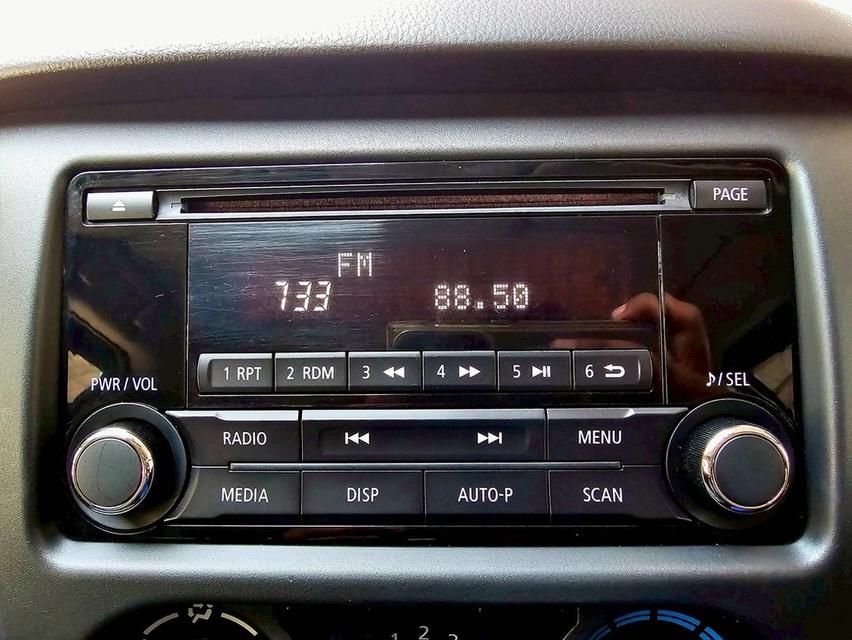 PAGE
FM
733 88.50
1 RPT 2 RDM 3 4 5 6
PWR / VOL
♪/SEL
RADIO MENU
MEDIA DISP AUTO-P SCAN
1 2 3